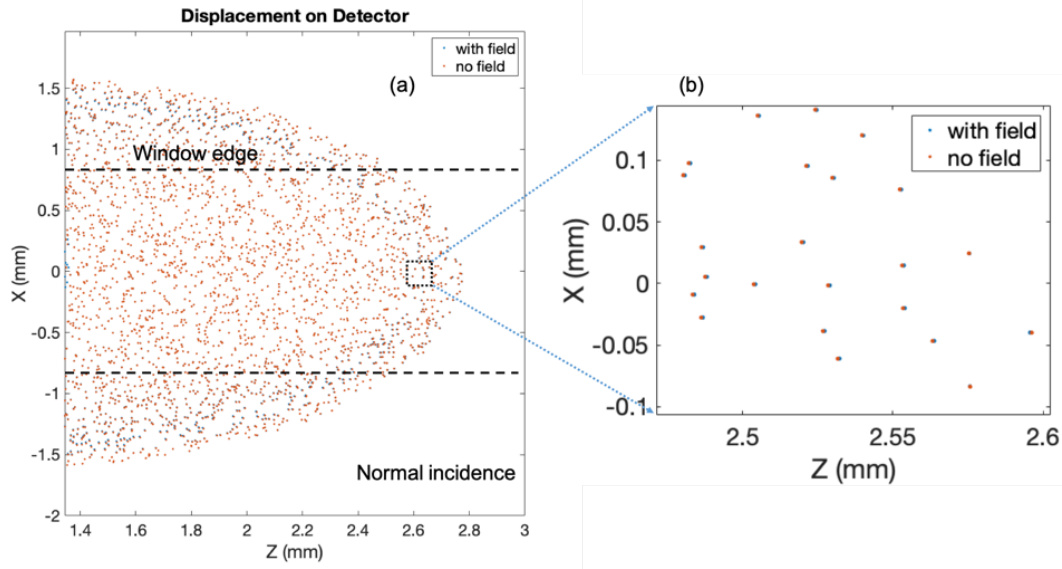 Displacement on Detector
with field
no field
(a)
Window edge
Normal incidence
1.5
1
0.5
0
-0.5
-1
-1.5
-2
X (mm)
1.4 1.6 1.8 2 2.2 2.4 2.6 2.8 3
Z (mm)
(b)
with field
no field
0.1
0.05
0
-0.05
-0.1
X (mm)
2.5 2.55 2.6
Z (mm)